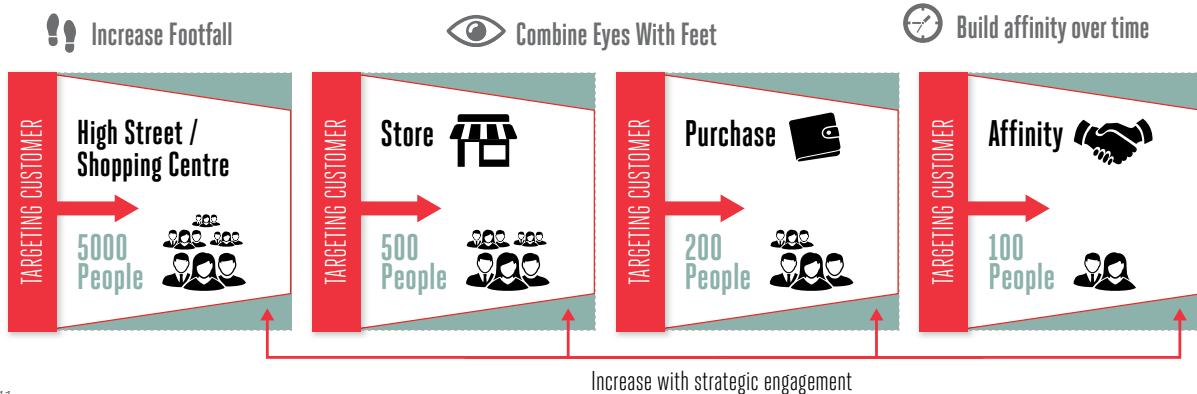 Increase Footfall
Combine Eyes With Feet
Build affinity over time
TARGETING CUSTOMER
High Street /
Shopping Centre
5000
People
TARGETING CUSTOMER
Store
500
People
TARGETING CUSTOMER
Purchase
200
People
TARGETING CUSTOMER
Affinity
100
People
Increase with strategic engagement